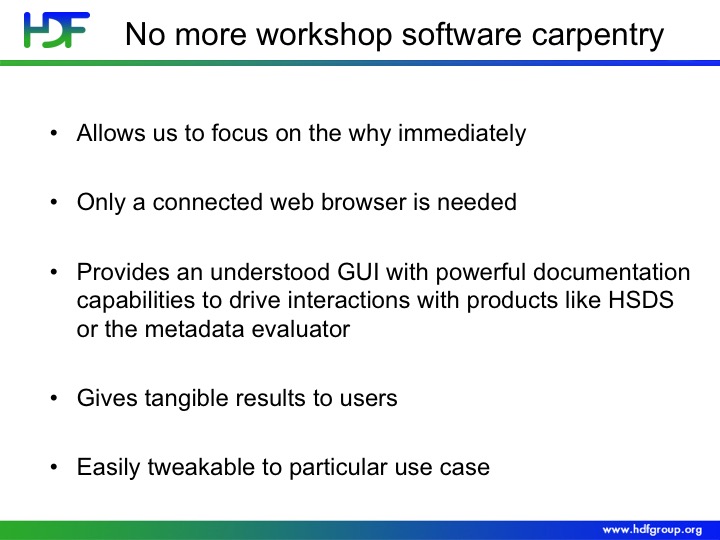 HDF
No more workshop software carpentry
• Allows us to focus on the why immediately
• Only a connected web browser is needed
• Provides an understood GUI with powerful documentation
capabilities to drive interactions with products like HSDS
or the metadata evaluator
• Gives tangible results to users
• Easily tweakable to particular use case
www.hdfgroup.org